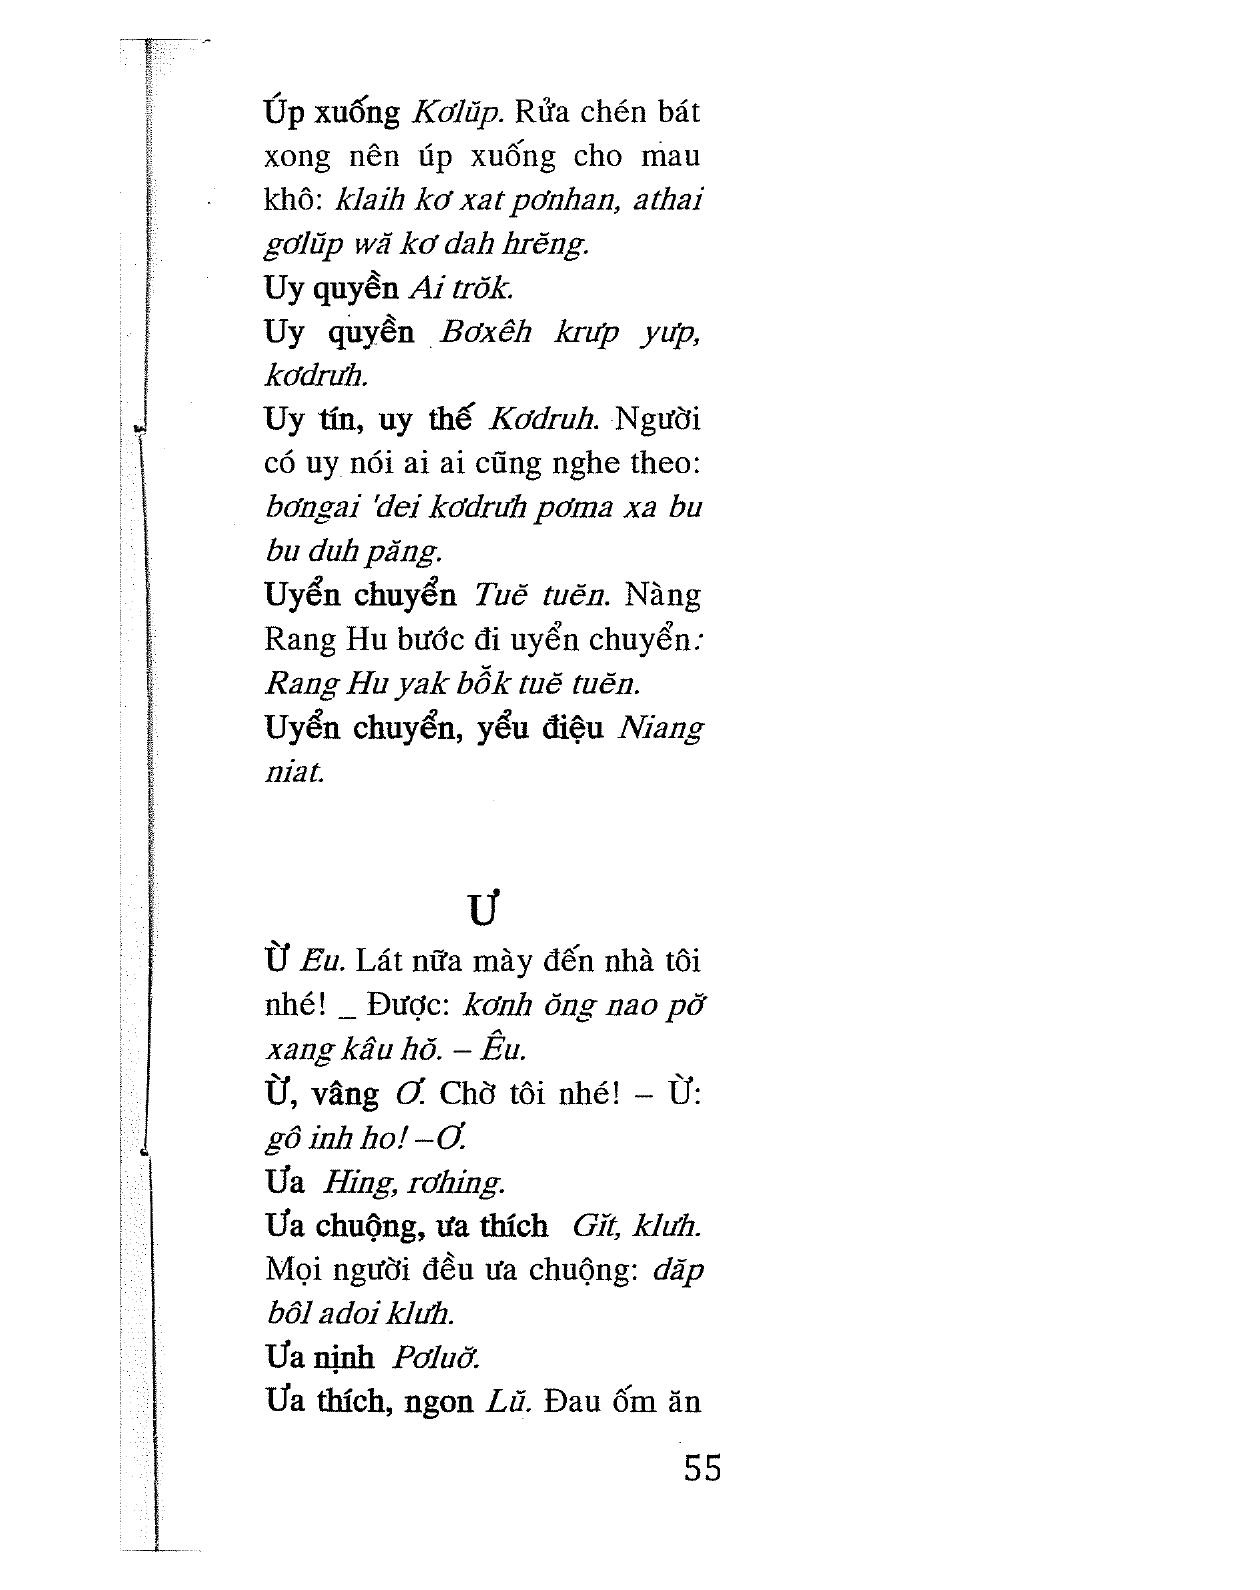 Úp xuống Kơlŭp. Rửa chén bát
xong nên úp xuống cho mau
khô: klaih kơ xat pơnhan, athai
gơlŭp wă kơ dah hrĕng.
Uy quyền Ai trŏk.
Uy quyền Bơxêh krưp yưp,
kơdrưh.
Uy tín, uy thế Kơdruh. Người
có uy nói ai ai cũng nghe theo:
bơngai 'dei kơdrưh pơma xa bu
bu duh păng.
Uyển chuyển Tuĕ tuĕn. Nàng
Rang Hu bước đi uyển chuyển:
Rang Hu yak bô̆k tuĕ tuĕn.
Uyển chuyển, yểu điệu Niang
niat.
Ư
Ừ Êu. Lát nữa mày đến nhà tôi
nhé! _ Được: kơnh ŏng nao pơ̆
xang kâu hŏ. – Êu.
Ừ, vâng Ơ. Chờ tôi nhé! – Ừ:
gô inh ho! –Ơ.
Ưa Hing, rơhing.
Ưa chuộng, ưa thích Gĭt, klưh.
Mọi người đều ưa chuộng: dăp
bôl adoi klưh.
Ưa nịnh Pơluơ̆.
Ưa thích, ngon Lŭ. Đau ốm ăn
55